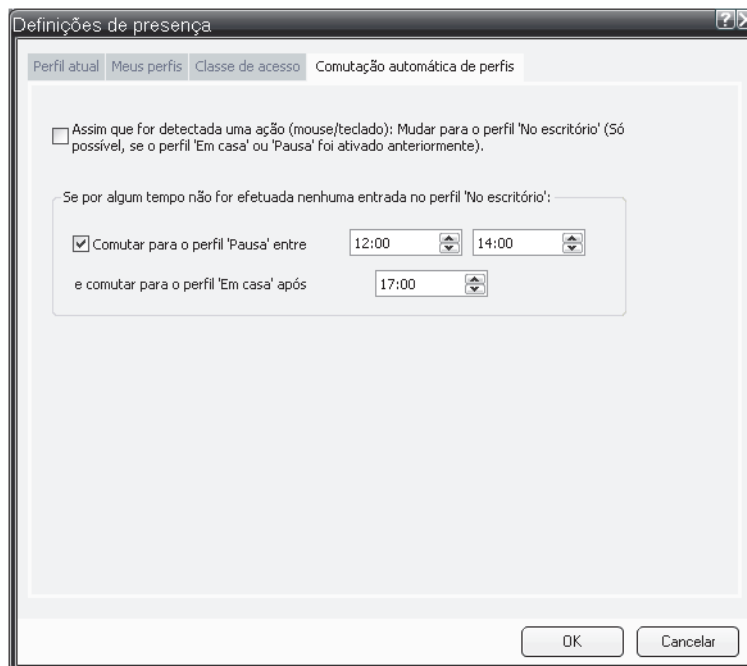 Definições de presença
Perfil atual Meus perfis Classe de acesso Comutação automática de perfis
Assim que for detectada uma ação (mouse/teclado): Mudar para o perfil 'No escritório' (Só
possível, se o perfil 'Em casa' ou 'Pausa' foi ativado anteriormente).
Se por algum tempo não for efetuada nenhuma entrada no perfil 'No escritório':
Comutar para o perfil 'Pausa' entre 12:00 14:00
e comutar para o perfil 'Em casa' após 17:00
OK Cancelar